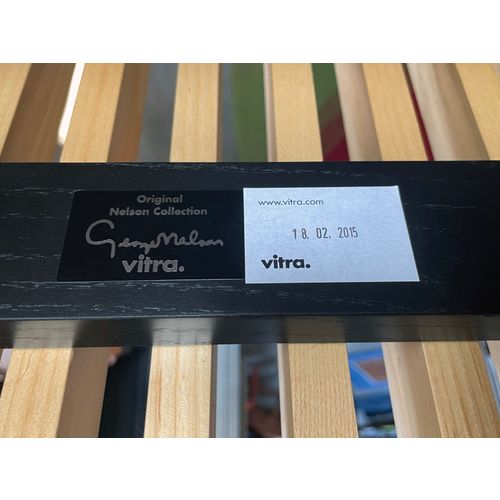 Original
Nelson Collection
George Nelson
vitra.
www.vitra.com
18. 02. 2015
vitra.